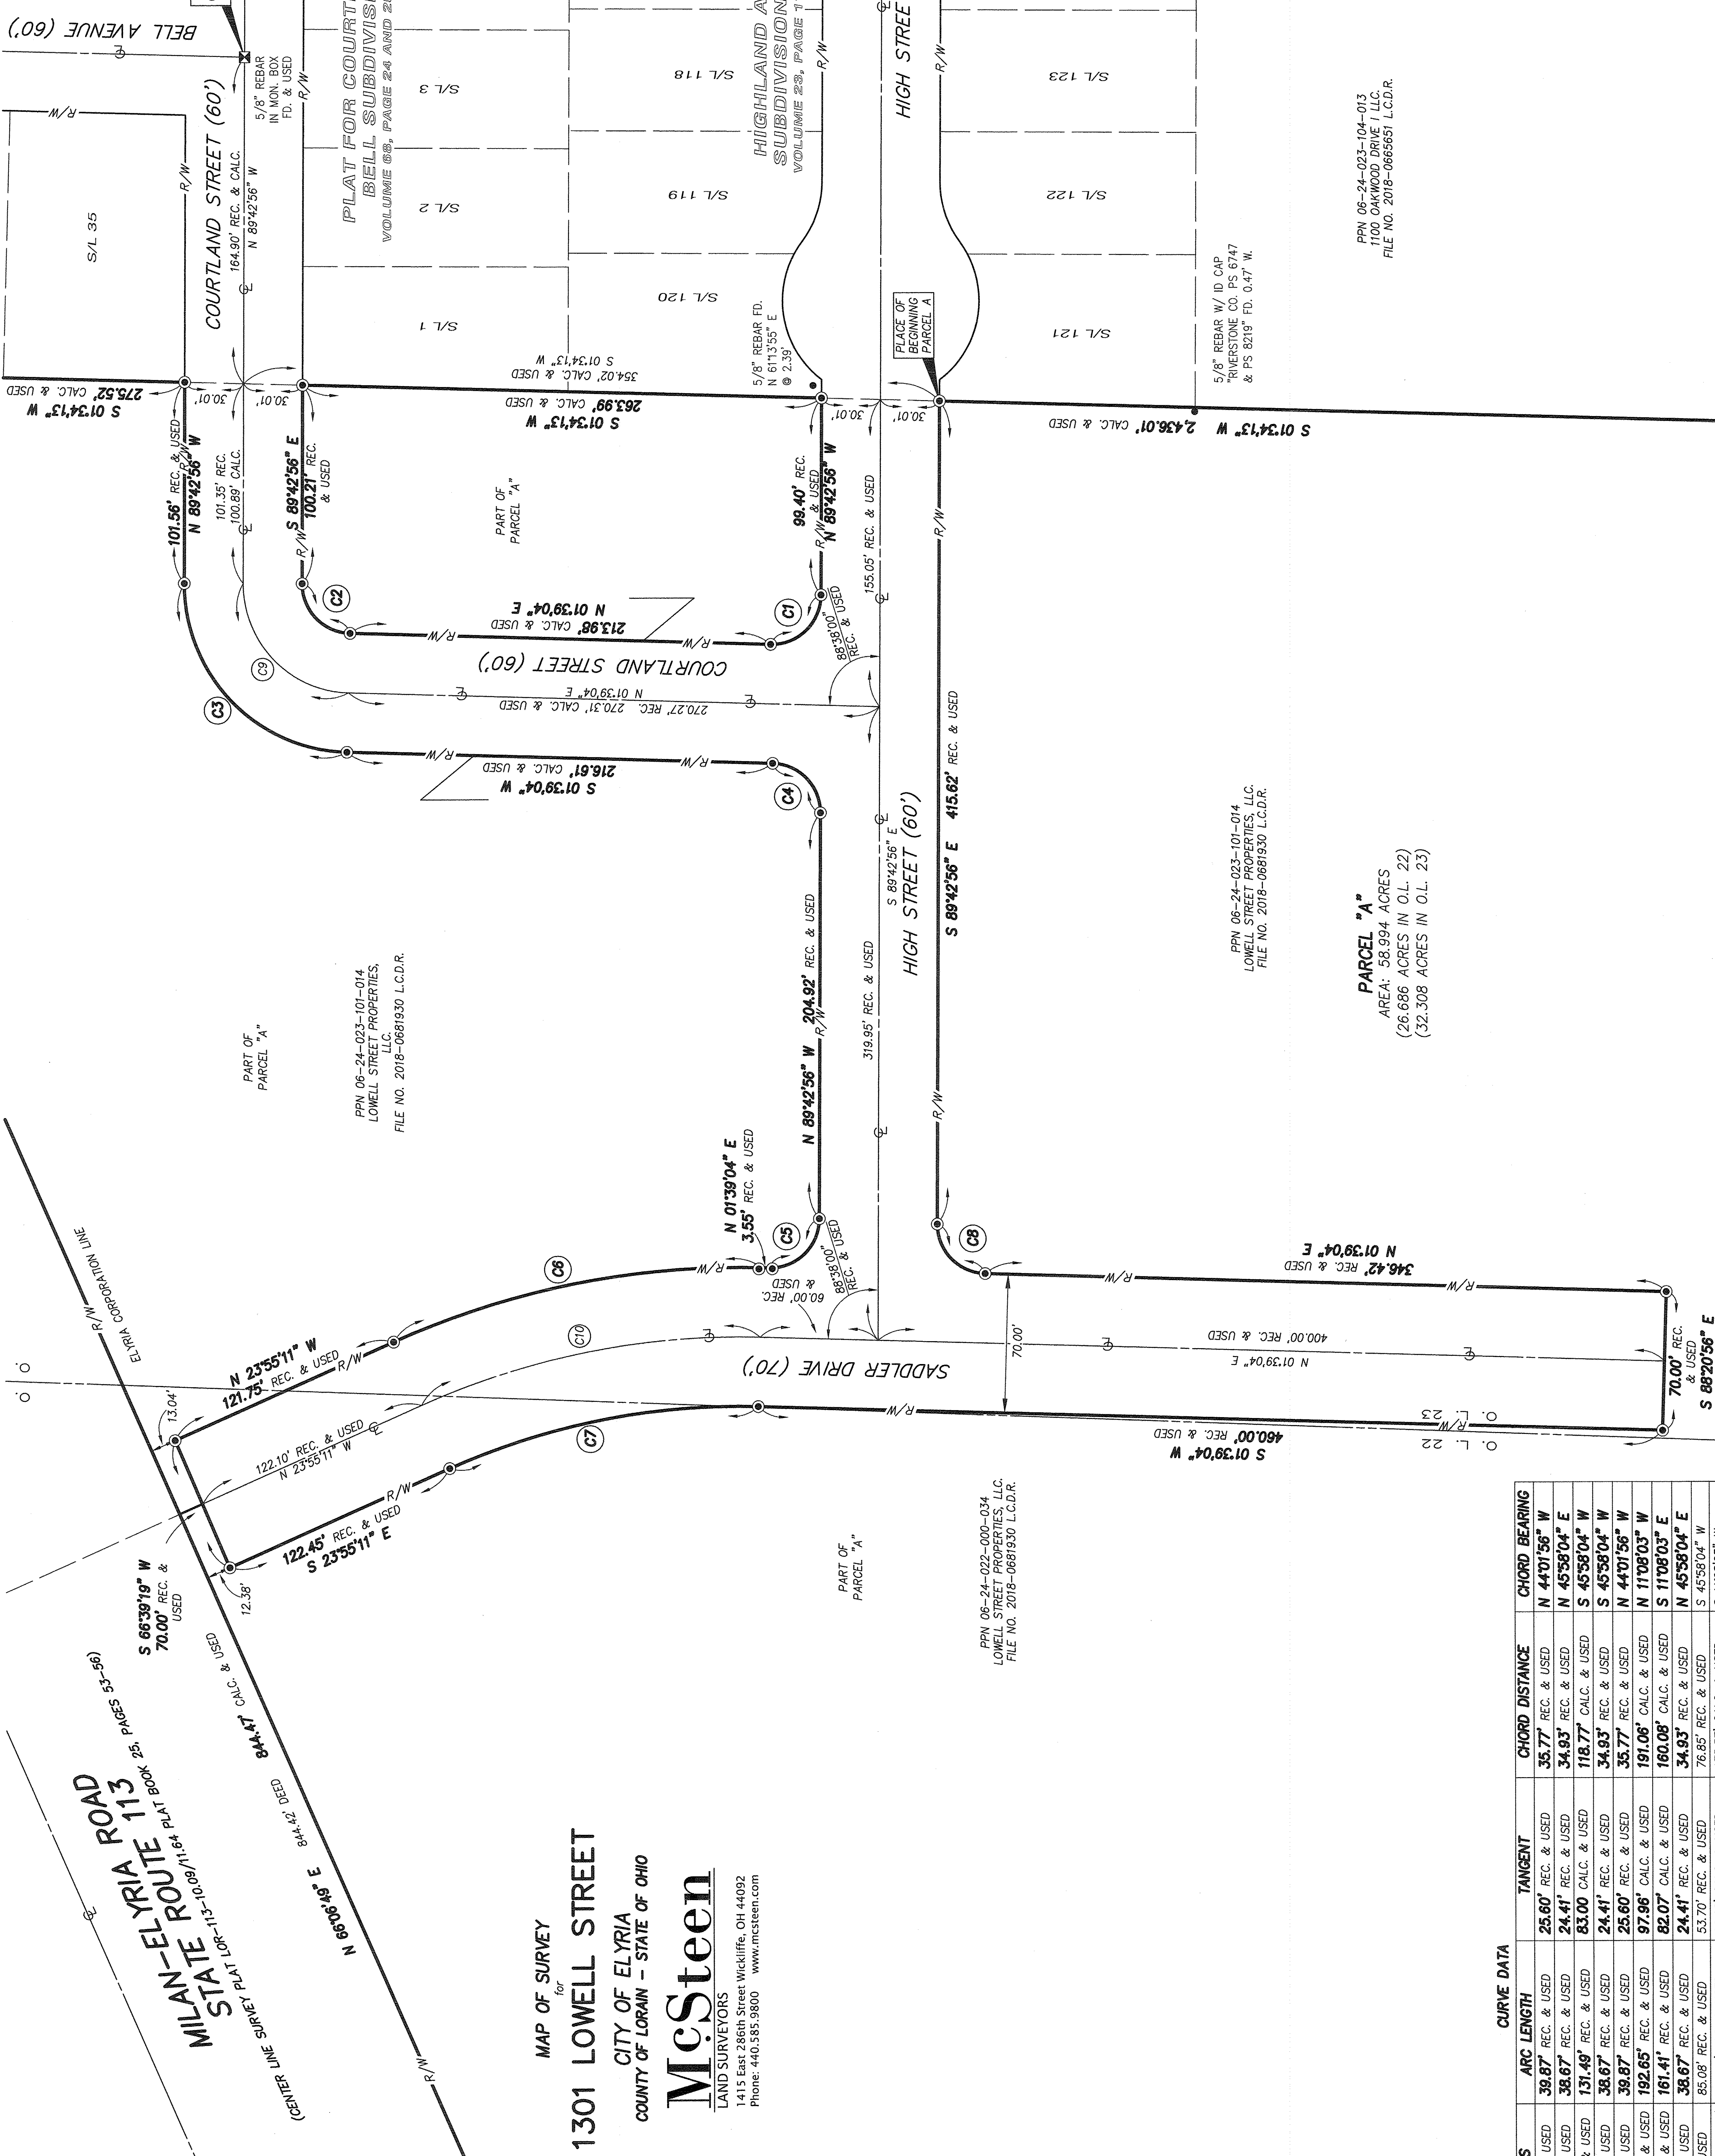 MILAN-ELYRIA ROAD
STATE ROUTE 113
(CENTER LINE SURVEY PLAT LOR-113-10.09/11.64 PLAT BOOK 25, PAGES 53-56)
N 66°06'49" E
844.47' CALC. & USED
844.42' DEED
R/W
R/W
ELYRIA CORPORATION LINE
O.
O.
S 66°39'19" W
70.00' REC. &
USED
12.38'
13.04'
N 23°55'11" W
121.75' REC. & USED
R/W
122.10' REC. & USED
N 23°55'11" W
122.45' REC. & USED
S 23°55'11" E
R/W
C7
C10
C6
R/W
N 01°39'04" E
3.55' REC. & USED
C5
60.00' REC.
& USED
88°38'00"
REC. & USED
SADDLER DRIVE (70')
70.00'
400.00' REC. & USED
N 01°39'04" E
S 01°39'04" W
460.00' REC. & USED
R/W
R/W
O. L. 22
O. L. 23
70.00' REC.
& USED
S 88°20'56" E
N 01°39'04" E
346.42' REC. & USED
R/W
R/W
C8
N 89°42'56" W 204.92' REC. & USED
R/W
319.95' REC. & USED
S 89°42'56" E
HIGH STREET (60')
S 89°42'56" E 415.62' REC. & USED
R/W
R/W
155.05' REC. & USED
C4
S 01°39'04" W
216.61' CALC. & USED
R/W
R/W
C3
C9
270.27' REC. 270.31' CALC. & USED
N 01°39'04" E
COURTLAND STREET (60')
88°38'00"
REC. & USED
C1
C2
N 01°39'04" E
213.98' CALC. & USED
R/W
R/W
99.40' REC.
& USED
N 89°42'56" W
R/W
S 89°42'56" E
100.21' REC.
& USED
R/W
101.35' REC.
100.89' CALC.
101.56' REC. & USED
N 89°42'56" W
R/W
PART OF
PARCEL "A"
S 01°34'13" W
275.52' CALC. & USED
30.01'
30.01'
S 01°34'13" W
263.99' CALC. & USED
354.02' CALC. & USED
S 01°34'13" W
30.01'
30.01'
S 01°34'13" W 2,436.01' CALC. & USED
COURTLAND STREET (60')
164.90' REC. & CALC.
N 89°42'56" W
R/W
R/W
R/W
S/L 35
BELL AVENUE (60')
5/8" REBAR
IN MON. BOX
FD. & USED
S/L 1
S/L 2
S/L 3
S/L 118
S/L 119
S/L 120
S/L 121
S/L 122
S/L 123
VOLUME 68, PAGE 24 AND
R/W
R/W
5/8" REBAR FD.
N 61°13'55" E
@ 2.39'
PLACE OF
BEGINNING
PARCEL A
5/8" REBAR W/ ID CAP
"RIVERSTONE CO. PS 6747
& PS 8219" FD. 0.47' W.
PPN 06-24-023-104-013
1100 OAKWOOD DRIVE I LLC.
FILE NO. 2018-0665651 L.C.D.R.
PART OF
PARCEL "A"
PPN 06-24-023-101-014
LOWELL STREET PROPERTIES,
LLC.
FILE NO. 2018-0681930 L.C.D.R.
PPN 06-24-023-101-014
LOWELL STREET PROPERTIES, LLC.
FILE NO. 2018-0681930 L.C.D.R.
PARCEL "A"
AREA: 58.994 ACRES
(26.686 ACRES IN O.L. 22)
(32.308 ACRES IN O.L. 23)
PART OF
PARCEL "A"
PPN 06-24-022-000-034
LOWELL STREET PROPERTIES, LLC.
FILE NO. 2018-0681930 L.C.D.R.
MAP OF SURVEY
for
1301 LOWELL STREET
CITY OF ELYRIA
COUNTY OF LORAIN - STATE OF OHIO
McSteen
LAND SURVEYORS
1415 East 286th Street Wickliffe, OH 44092
Phone: 440.585.9800 www.mcsteen.com
CURVE DATA
ARC LENGTH TANGENT CHORD DISTANCE CHORD BEARING
USED 39.87' REC. & USED 25.60' REC. & USED 35.77' REC. & USED N 44°01'56" W
USED 38.67' REC. & USED 24.41' REC. & USED 34.93' REC. & USED N 45°58'04" E
& USED 131.49' REC. & USED 83.00 CALC. & USED 118.77' CALC. & USED S 45°58'04" W
USED 38.67' REC. & USED 24.41' REC. & USED 34.93' REC. & USED S 45°58'04" W
USED 39.87' REC. & USED 25.60' REC. & USED 35.77' REC. & USED N 44°01'56" W
& USED 192.65' REC. & USED 97.96' CALC. & USED 191.06' CALC. & USED N 11°08'03" W
& USED 161.41' REC. & USED 82.07' CALC. & USED 160.08' CALC. & USED S 11°08'03" E
USED 38.67' REC. & USED 24.41' REC. & USED 34.93' REC. & USED N 45°58'04" E
USED 85.08' REC. & USED 53.70' REC. & USED 76.85' REC. & USED S 45°58'04" W